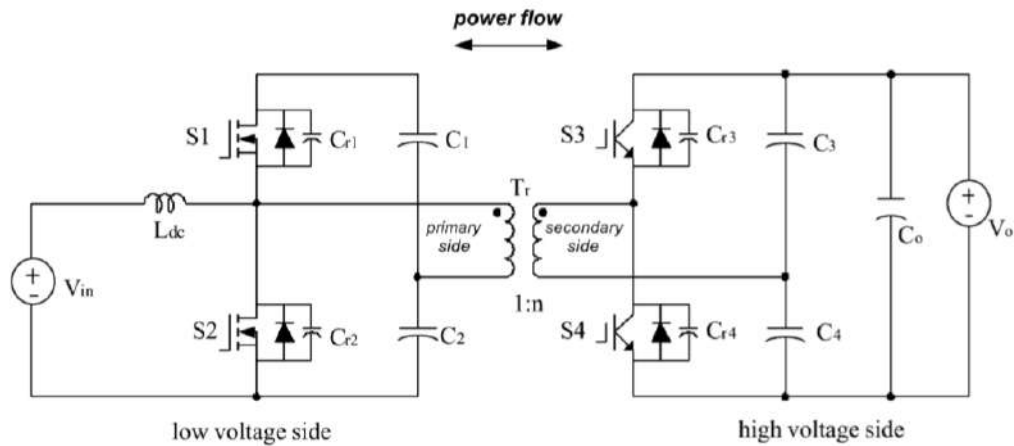 power flow
S1
Cr1
C1
S3
Cr3
C3
Ldc
Tr
primary
side
secondary
side
Co
Vo
+
-
+
-
Vin
1:n
S2
Cr2
C2
S4
Cr4
C4
low voltage side
high voltage side